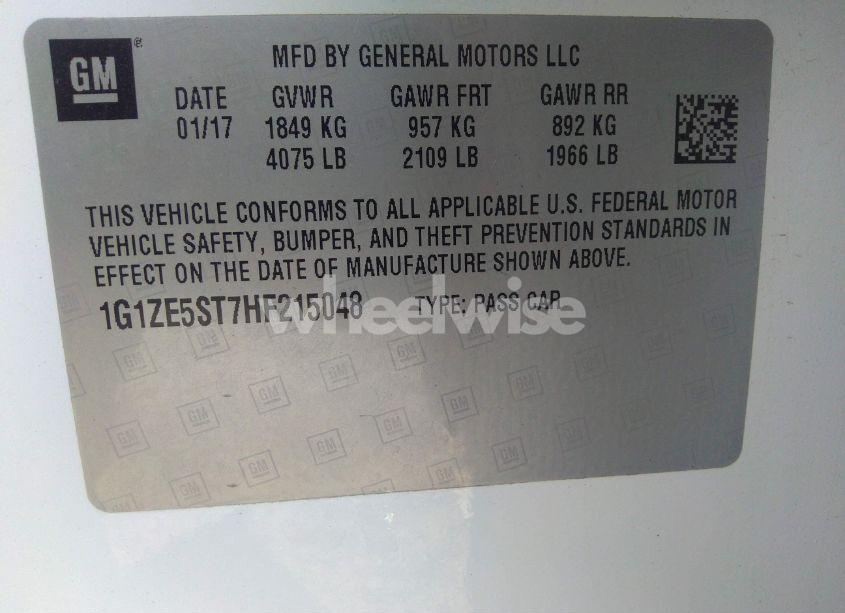 GM®
MFD BY GENERAL MOTORS LLC
DATE GVWR GAWR FRT GAWR RR
01/17 1849 KG 957 KG 892 KG
4075 LB 2109 LB 1966 LB
THIS VEHICLE CONFORMS TO ALL APPLICABLE U.S. FEDERAL MOTOR
VEHICLE SAFETY, BUMPER, AND THEFT PREVENTION STANDARDS IN
EFFECT ON THE DATE OF MANUFACTURE SHOWN ABOVE.
1G1ZE5ST7HF215048 TYPE: PASS CAR
wheelwise